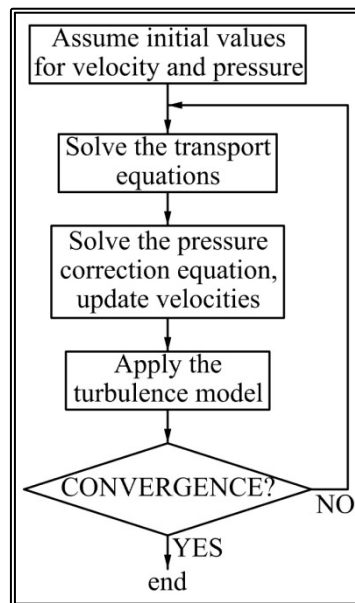 Assume initial values
for velocity and pressure
Solve the transport
equations
Solve the pressure
correction equation,
update velocities
Apply the
turbulence model
CONVERGENCE?
NO
YES
end